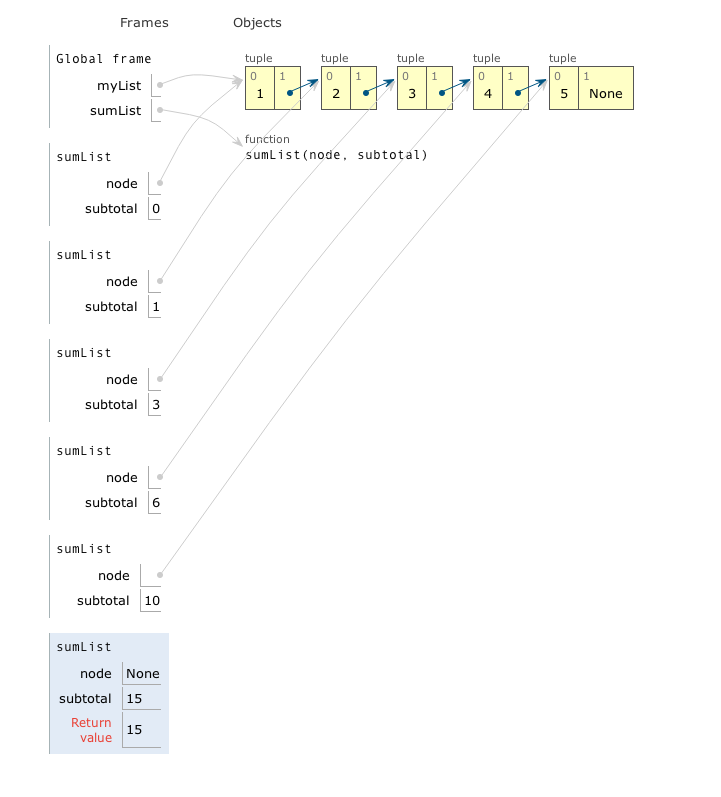 Frames Objects
Global frame
myList
sumList
tuple tuple tuple tuple tuple
0 1 0 1 0 1 0 1 0 1
1 2 3 4 5 None
function
sumList(node, subtotal)
sumList
node
subtotal 0
sumList
node
subtotal 1
sumList
node
subtotal 3
sumList
node
subtotal 6
sumList
node
subtotal 10
sumList
node None
subtotal 15
Return
value 15